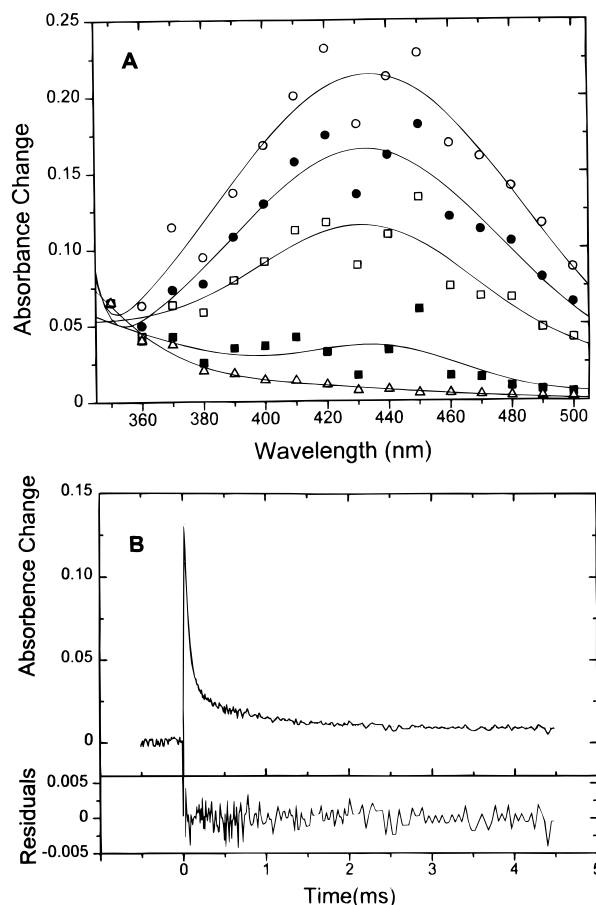 A
0.25
0.20
0.15
0.10
0.05
0
Absorbance Change
360 380 400 420 440 460 480 500
Wavelength (nm)
B
0.15
0.10
0.05
0
Absorbence Change
0.005
0
-0.005
Residuals
0 1 2 3 4 5
Time(ms)